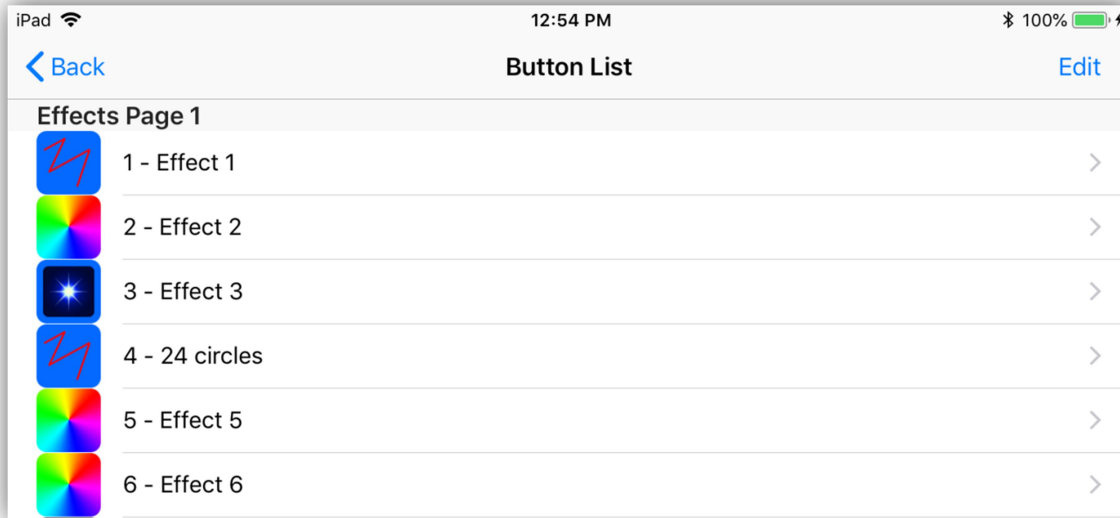 iPad 12:54 PM 100%
Back Button List Edit
Effects Page 1
1 - Effect 1
2 - Effect 2
3 - Effect 3
4 - 24 circles
5 - Effect 5
6 - Effect 6